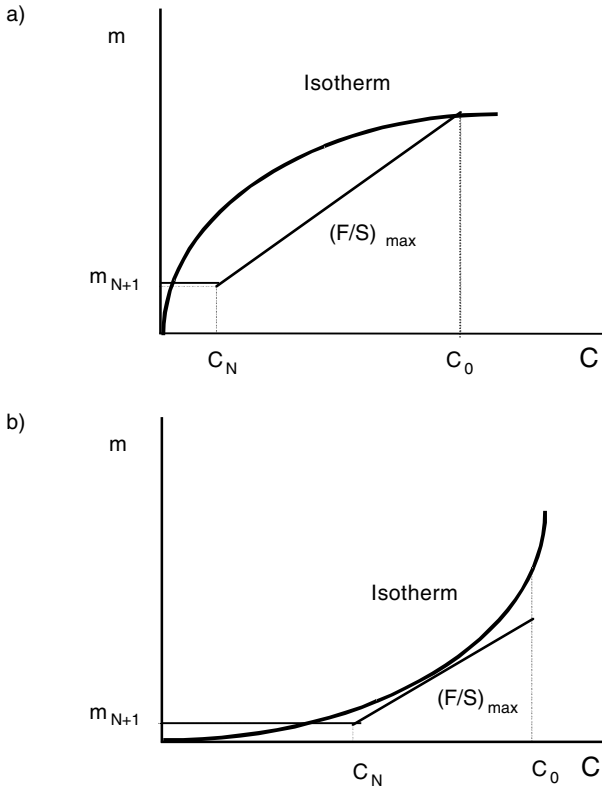 a)
m
Isotherm
(F/S) max
m N+1
C N
C 0
C
b)
m
Isotherm
(F/S) max
m N+1
C N
C 0
C